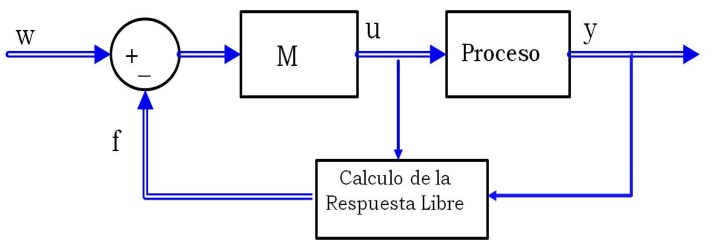 w
+
−
M
u
Proceso
y
f
Calculo de la
Respuesta Libre